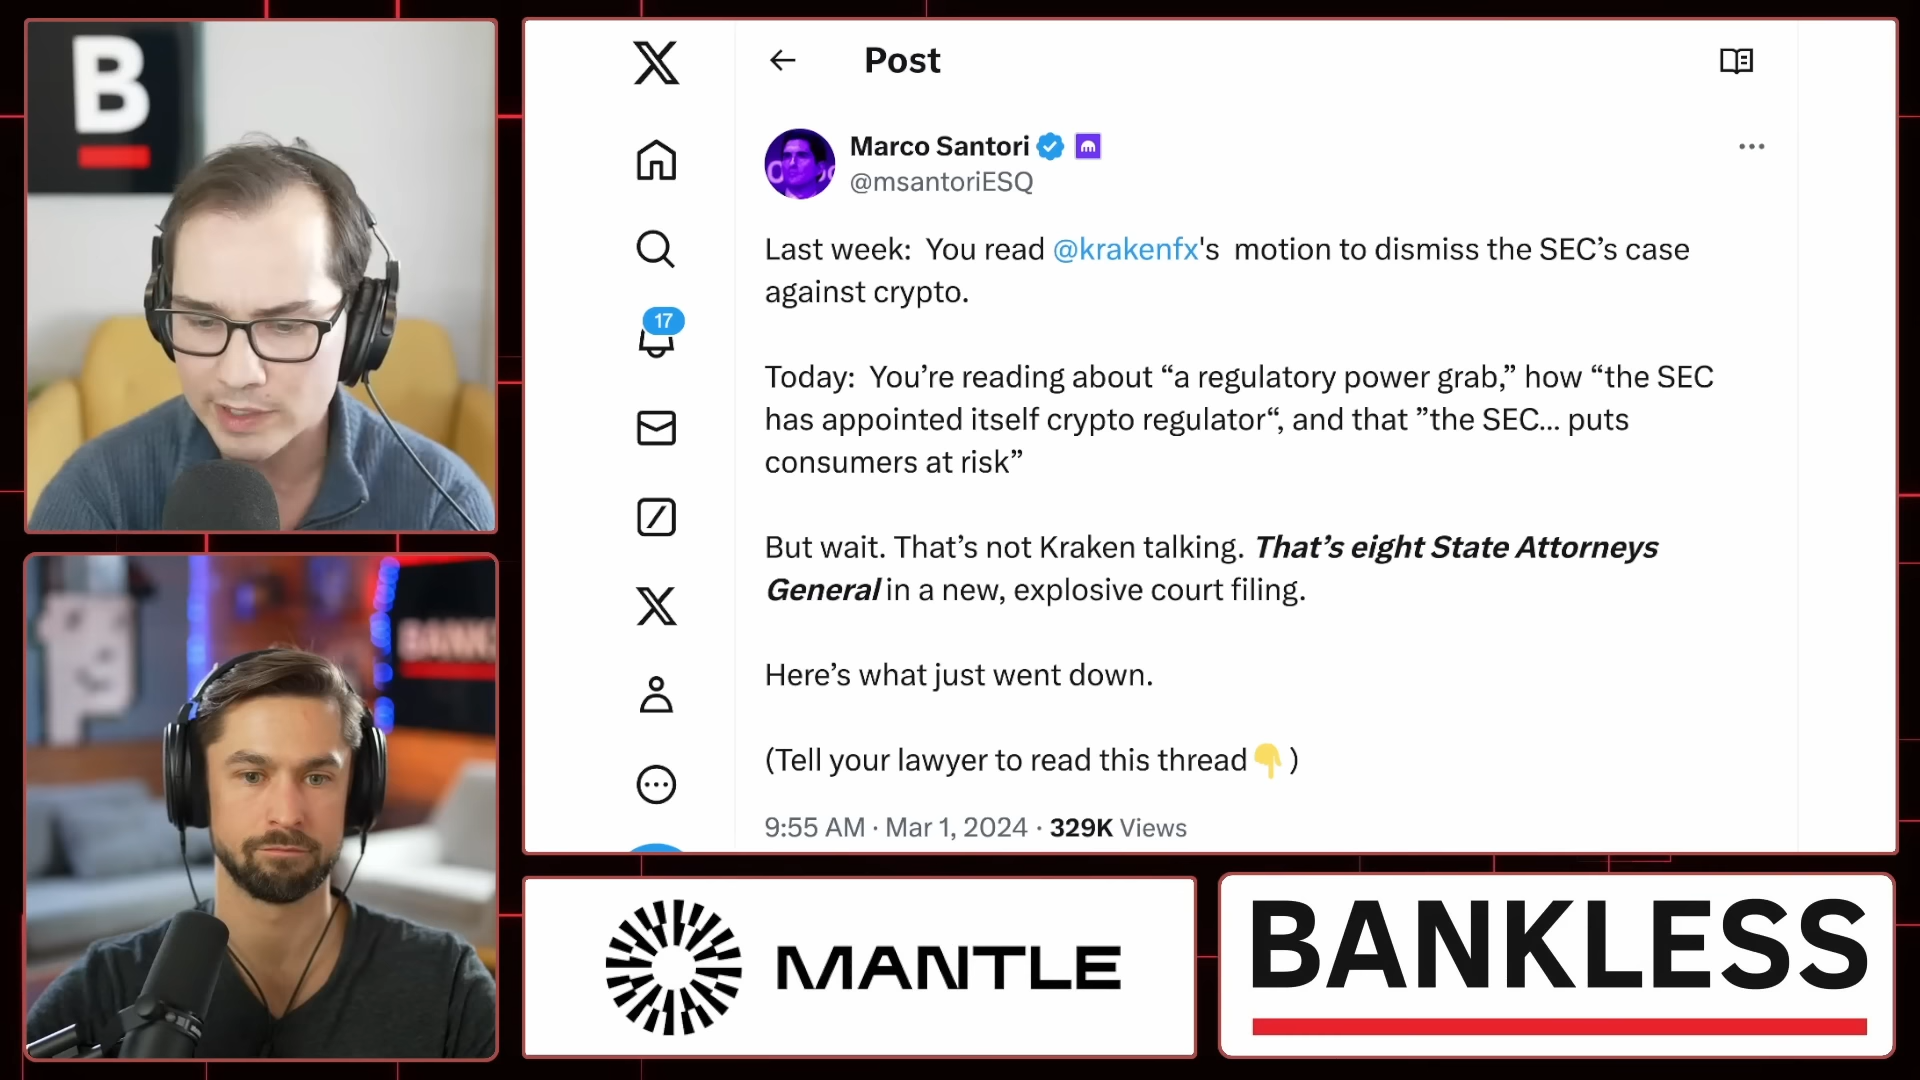 B
Post
Marco Santori
@msantoriESQ
Last week:  You read @krakenfx's  motion to dismiss the SEC’s case
against crypto.
17
Today:  You’re reading about “a regulatory power grab,” how “the SEC
has appointed itself crypto regulator“, and that ”the SEC... puts
consumers at risk”
But wait. That’s not Kraken talking. That’s eight State Attorneys
General in a new, explosive court filing.
Here’s what just went down.
(Tell your lawyer to read this thread👇)
9:55 AM · Mar 1, 2024 · 329K Views
MANTLE
BANKLESS